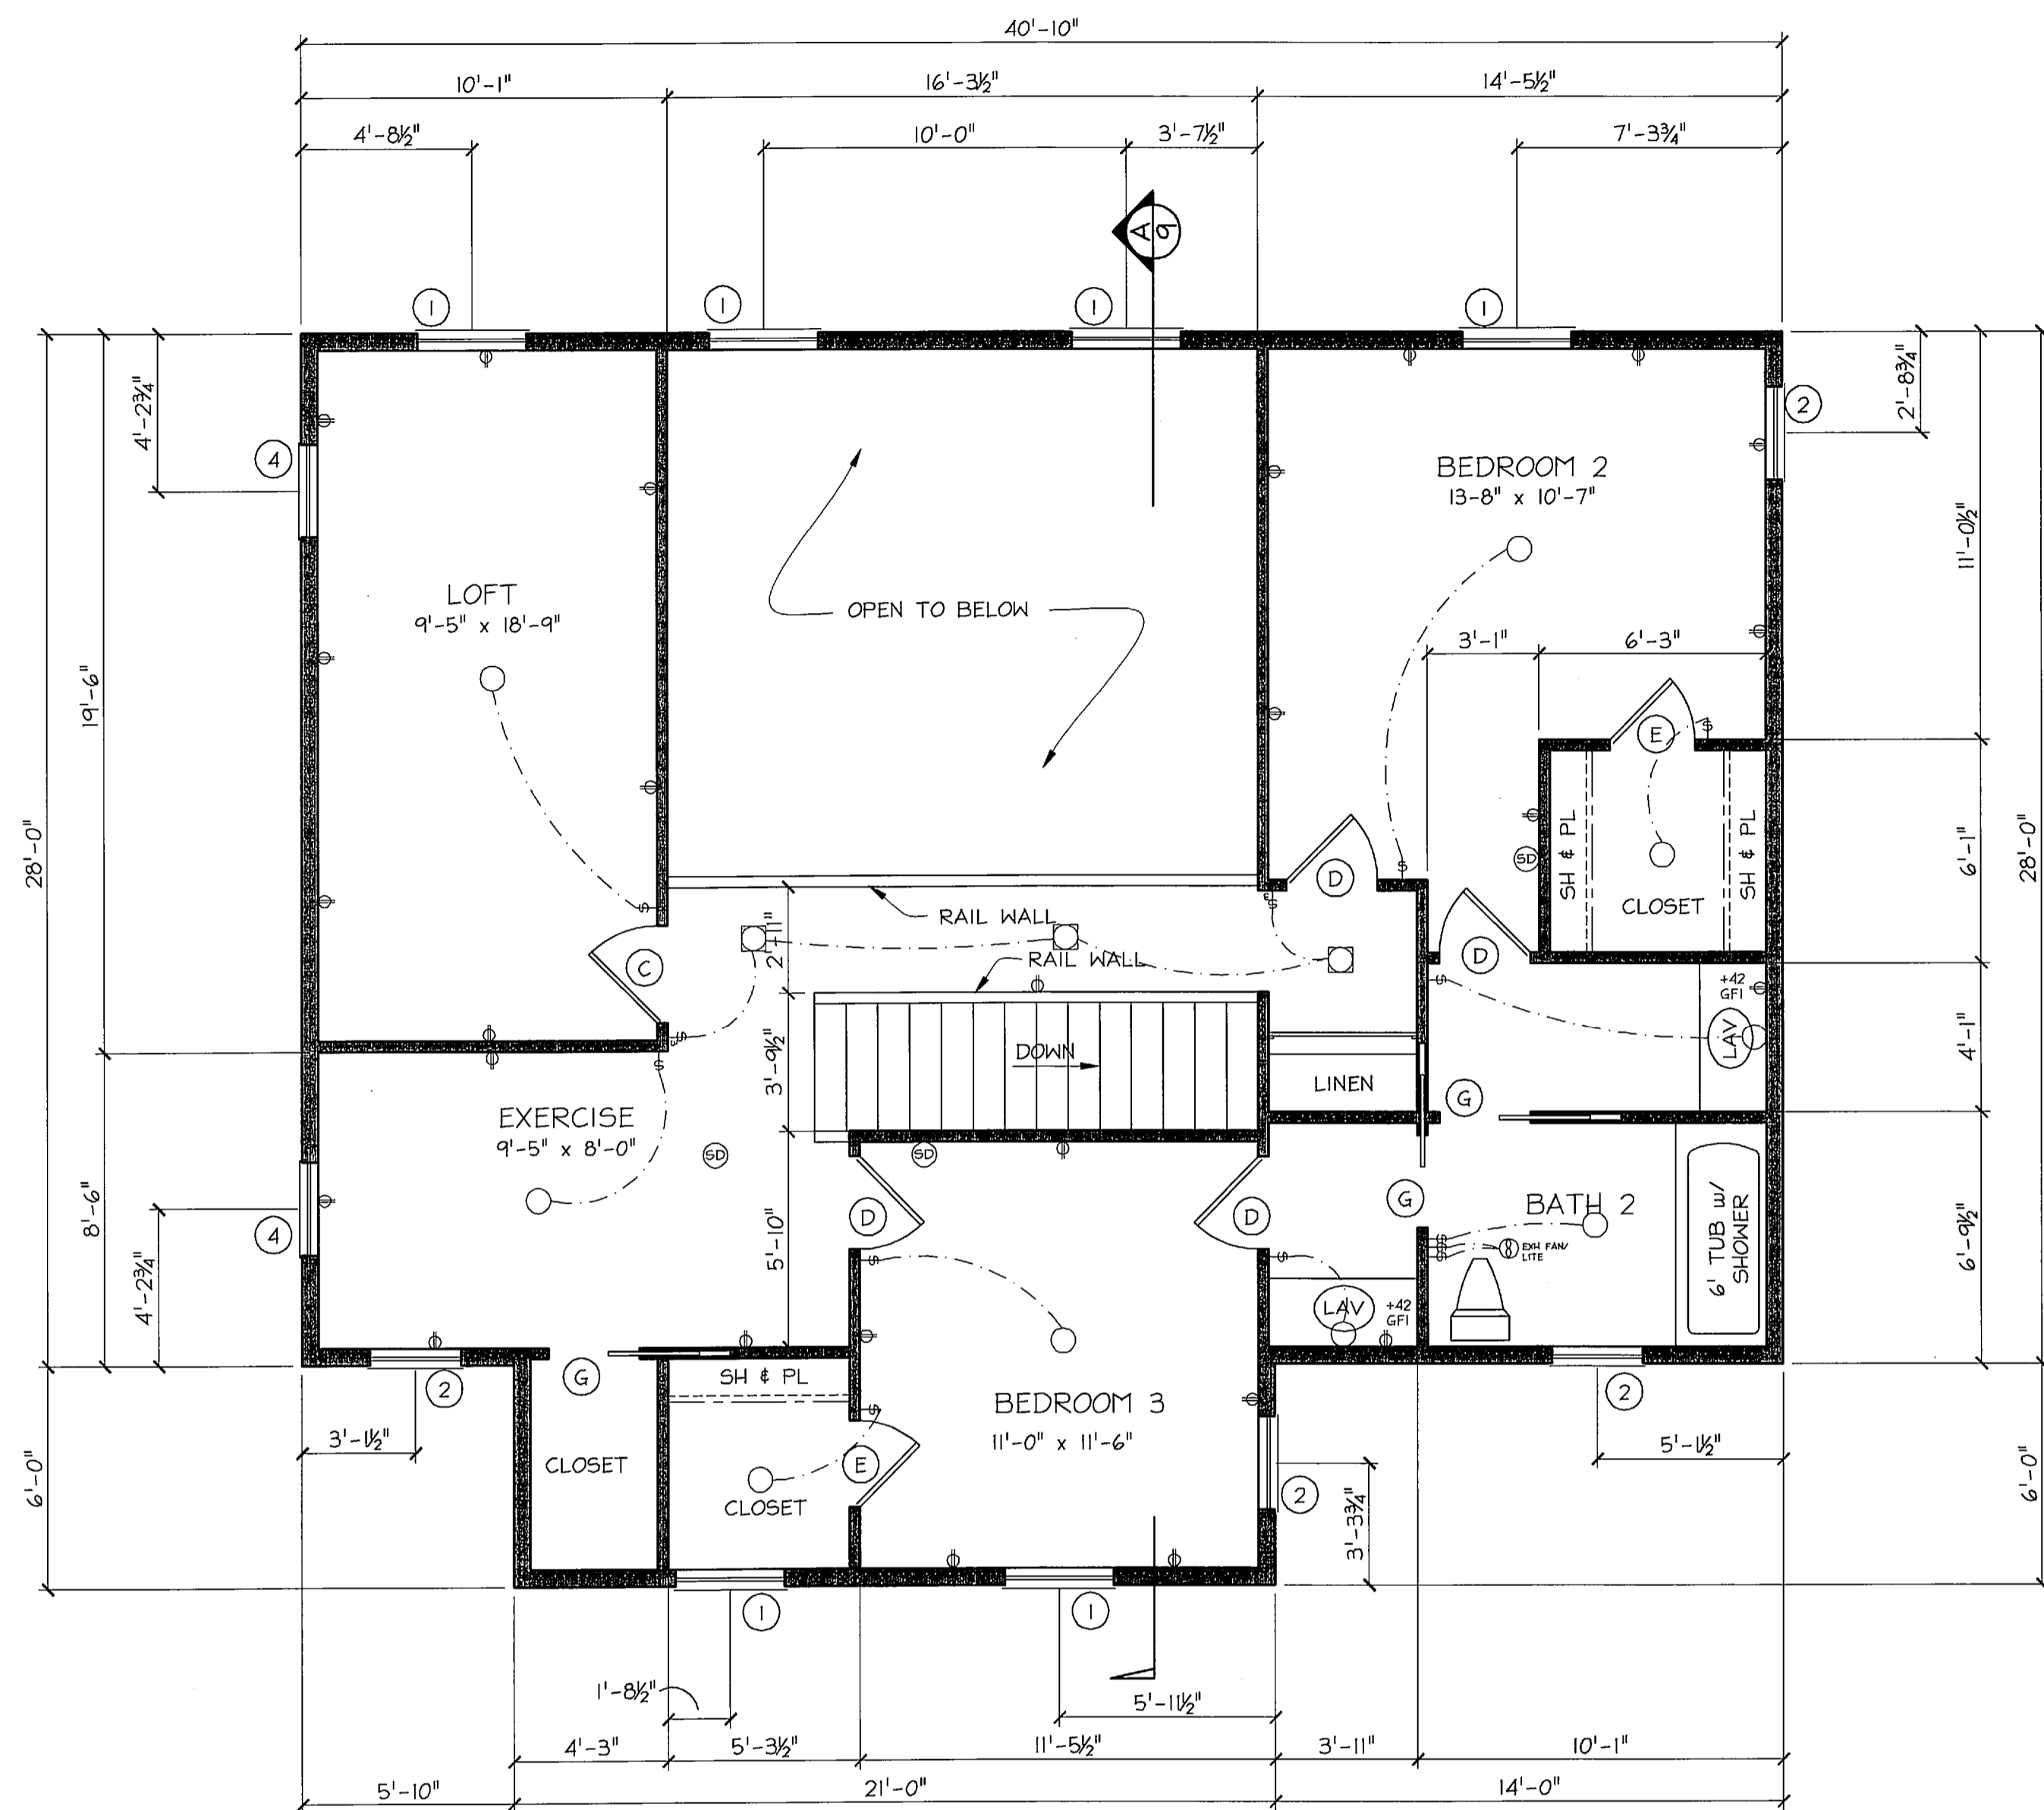 40'-10"
10'-1" 16'-3½" 14'-5½"
4'-8½" 10'-0" 3'-7½" 7'-3¾"
A
9
1 1 1 1
4'-2¾"
2'-8¾"
2
4
BEDROOM 2
13-8" x 10'-7"
11'-0½"
LOFT
9'-5" x 18'-9"
OPEN TO BELOW
3'-1" 6'-3"
19'-6"
E
28'-0"
28'-0"
SH & PL
SH & PL
6'-1"
SD
D
CLOSET
RAIL WALL
2'-11"
C
RAIL WALL
D
+42
GFI
LAV
4'-1"
DOWN
3'-9½"
LINEN
G
EXERCISE
9'-5" x 8'-0"
SD
SD
8'-6"
4
D
D
G
BATH 2
EXH FAN/
LITE
6' TUB w/
SHOWER
6'-9½"
5'-10"
4'-2¾"
LAV
+42
GFI
2
G
SH & PL
BEDROOM 3
11'-0" x 11'-6"
2
3'-1½"
5'-1½"
CLOSET
E
CLOSET
2
3'-3¾"
6'-0"
6'-0"
1 1
1'-8½"
5'-11½"
4'-3" 5'-3½" 11'-5½" 3'-11" 10'-1"
5'-10" 21'-0" 14'-0"